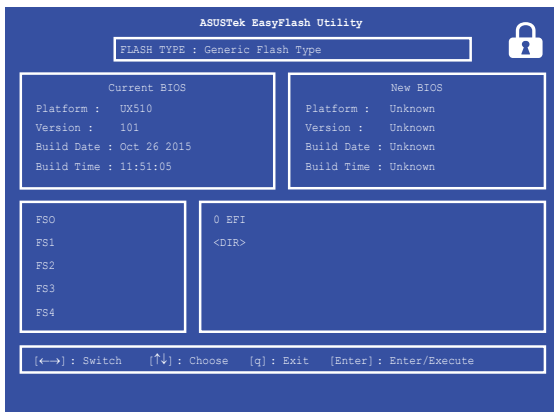 ASUSTek EasyFlash Utility
FLASH TYPE : Generic Flash Type
Current BIOS
Platform : UX510
Version : 101
Build Date : Oct 26 2015
Build Time : 11:51:05
New BIOS
Platform : Unknown
Version : Unknown
Build Date : Unknown
Build Time : Unknown
FSO
FS1
FS2
FS3
FS4
0 EFI
<DIR>
[←→] : Switch [↑↓] : Choose [q] : Exit [Enter] : Enter/Execute